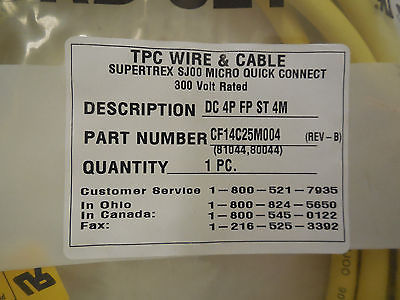 TPC WIRE & CABLE
SUPERTREX SJ00 MICRO QUICK CONNECT
300 Volt Rated
DESCRIPTION DC 4P FP ST 4M
PART NUMBER CF14C25M004 (REV-B)
(81044,80044)
QUANTITY 1 PC.
Customer Service 1-800-521-7935
In Ohio 1-800-824-5650
In Canada: 1-800-545-0122
Fax: 1-216-525-3392